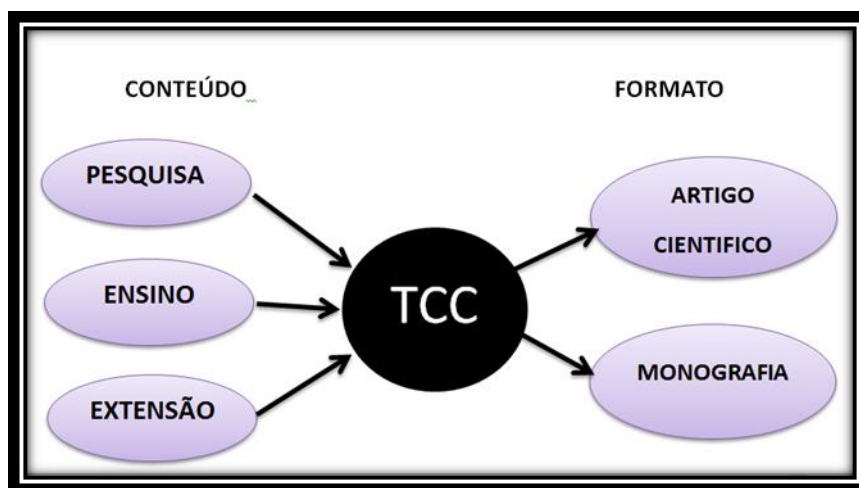 CONTEÚDO
FORMATO
PESQUISA
ENSINO
EXTENSÃO
TCC
ARTIGO
CIENTIFICO
MONOGRAFIA